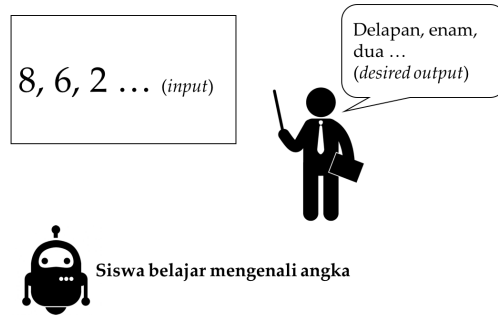 8, 6, 2 … (input)
Delapan, enam,
dua …
(desired output)
Siswa belajar mengenali angka